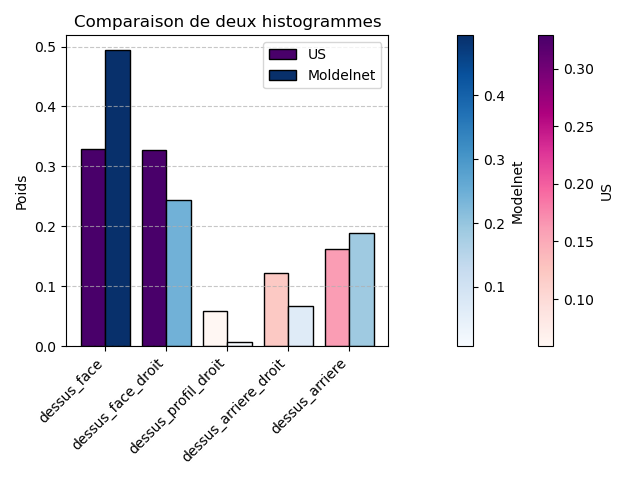 Comparaison de deux histogrammes
Poids
0.5
0.4
0.3
0.2
0.1
0.0
US
Moldelnet
dessus_face
dessus_face_droit
dessus_profil_droit
dessus_arriere_droit
dessus_arriere
0.4
0.3
0.2
0.1
Modelnet
0.30
0.25
0.20
0.15
0.10
US